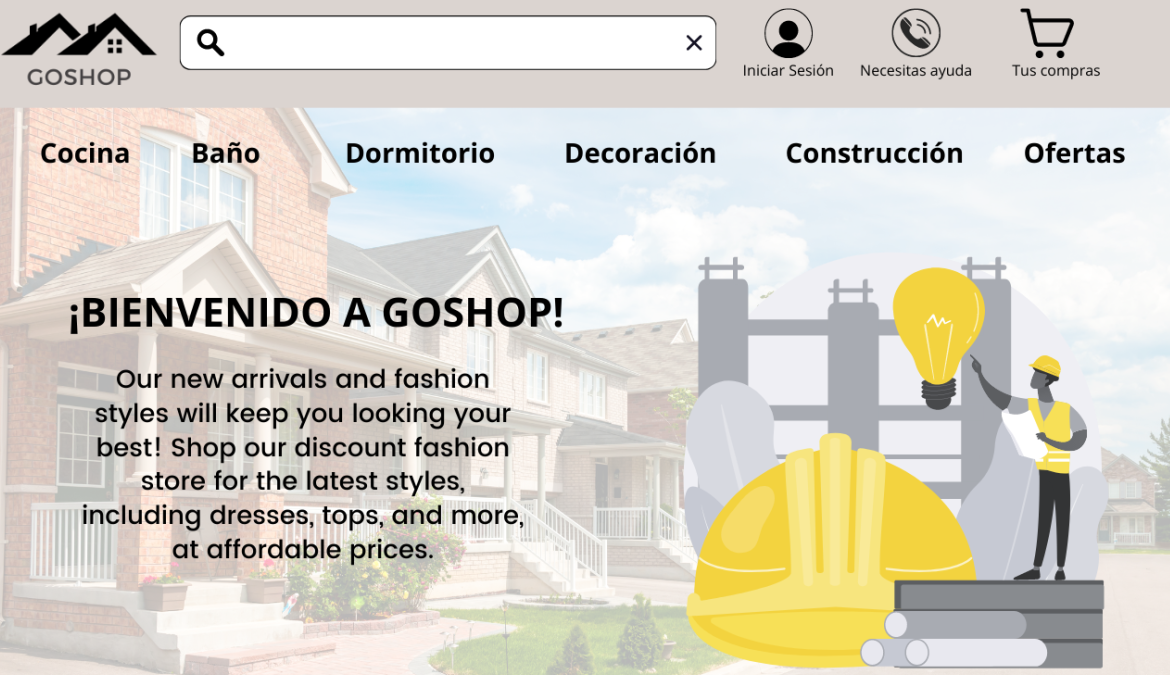 GOSHOP
Iniciar Sesión
Necesitas ayuda
Tus compras
Cocina
Baño
Dormitorio
Decoración
Construcción
Ofertas
¡BIENVENIDO A GOSHOP!
Our new arrivals and fashion
styles will keep you looking your
best! Shop our discount fashion
store for the latest styles,
including dresses, tops, and more,
at affordable prices.